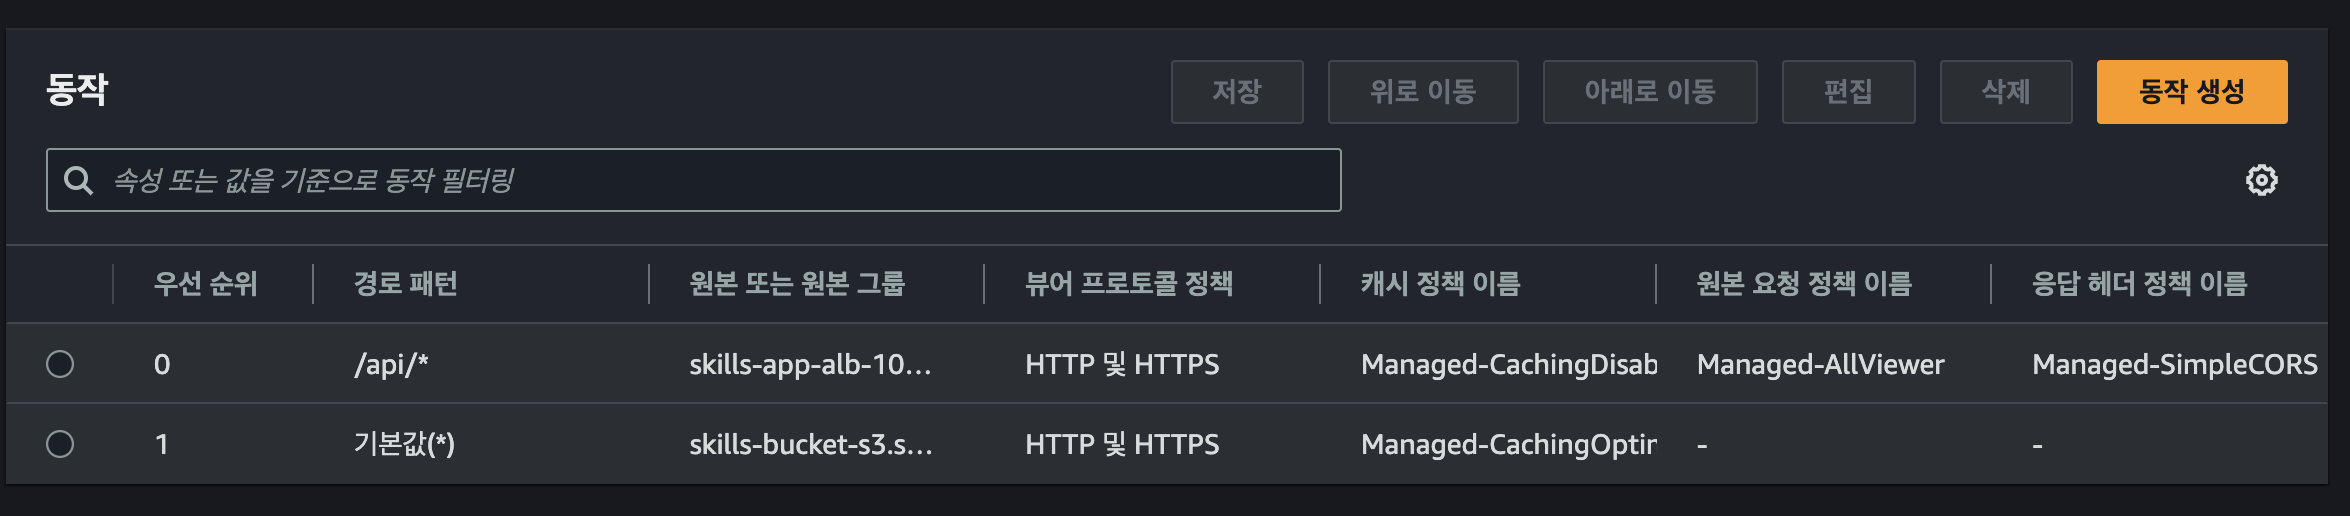 동작
저장 위로 이동 아래로 이동 편집 삭제 동작 생성
속성 또는 값을 기준으로 동작 필터링
우선 순위 경로 패턴 원본 또는 원본 그룹 뷰어 프로토콜 정책 캐시 정책 이름 원본 요청 정책 이름 응답 헤더 정책 이름
0 /api/* skills-app-alb-10... HTTP 및 HTTPS Managed-CachingDisab Managed-AllViewer Managed-SimpleCORS
1 기본값(*) skills-bucket-s3.s... HTTP 및 HTTPS Managed-CachingOptin - -